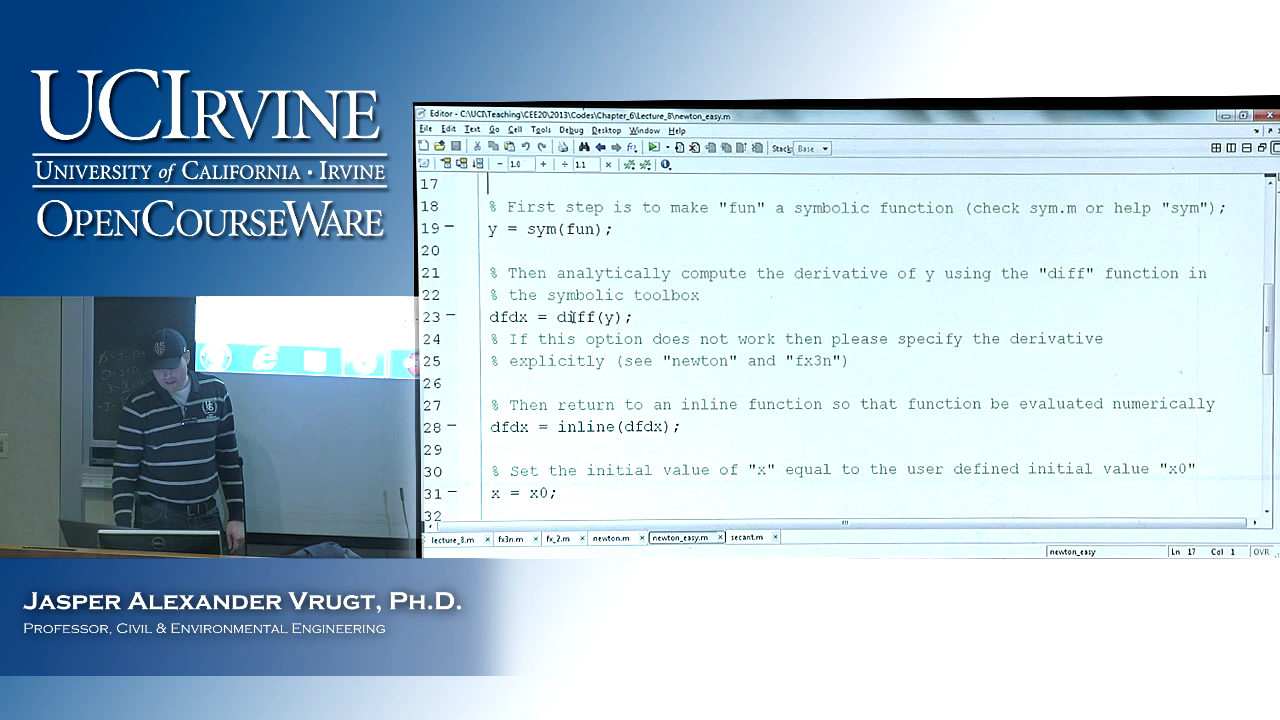 UCIRVINE
UNIVERSITY of CALIFORNIA · IRVINE
OPENCOURSEWARE
JASPER ALEXANDER VRUGT, PH.D.
PROFESSOR, CIVIL & ENVIRONMENTAL ENGINEERING
Editor - C:\UCI\Teaching\CEE20\2013\Codes\Chapter_6\Lecture_8\newton_easy.m
File Edit Text Go Cell Tools Debug Desktop Window Help
Stack: Base
1.0 + ÷ 1.1 ×
17
18 % First step is to make "fun" a symbolic function (check sym.m or help "sym");
19 y = sym(fun);
20
21 % Then analytically compute the derivative of y using the "diff" function in
22 % the symbolic toolbox
23 dfdx = diff(y);
24 % If this option does not work then please specify the derivative
25 % explicitly (see "newton" and "fx3n")
26
27 % Then return to an inline function so that function be evaluated numerically
28 dfdx = inline(dfdx);
29
30 % Set the initial value of "x" equal to the user defined initial value "x0"
31 x = x0;
32
lecture_8.m × fx3n.m × fx_2.m × newton.m × newton_easy.m × secant.m ×
newton_easy Ln 17 Col 1 OVR